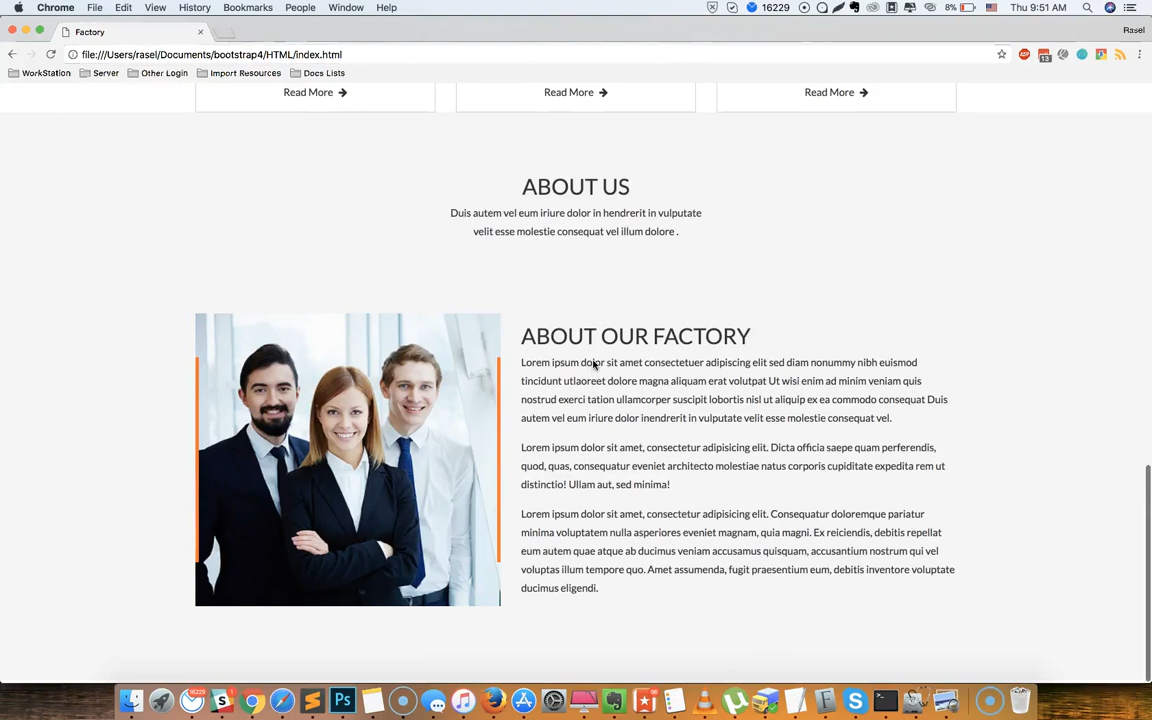 Chrome File Edit View History Bookmarks People Window Help 16229 8% Thu 9:51 AM
Factory Rasel
file:///Users/rasel/Documents/bootstrap4/HTML/index.html 13
WorkStation Server Other Login Import Resources Docs Lists
Read More Read More Read More
ABOUT US
Duis autem vel eum iriure dolor in hendrerit in vulputate
velit esse molestie consequat vel illum dolore .
ABOUT OUR FACTORY
Lorem ipsum dolor sit amet consectetuer adipiscing elit sed diam nonummy nibh euismod
tincidunt utlaoreet dolore magna aliquam erat volutpat Ut wisi enim ad minim veniam quis
nostrud exerci tation ullamcorper suscipit lobortis nisl ut aliquip ex ea commodo consequat Duis
autem vel eum iriure dolor inendrerit in vulputate velit esse molestie consequat vel.
Lorem ipsum dolor sit amet, consectetur adipisicing elit. Dicta officia saepe quam perferendis,
quod, quas, consequatur eveniet architecto molestiae natus corporis cupiditate expedita rem ut
distinctio! Ullam aut, sed minima!
Lorem ipsum dolor sit amet, consectetur adipisicing elit. Consequatur doloremque pariatur
minima voluptatem nulla asperiores eveniet magnam, quia magni. Ex reiciendis, debitis repellat
eum autem quae atque ab ducimus veniam accusamus quisquam, accusantium nostrum qui vel
voluptas illum tempore quo. Amet assumenda, fugit praesentium eum, debitis inventore voluptate
ducimus eligendi.
16229